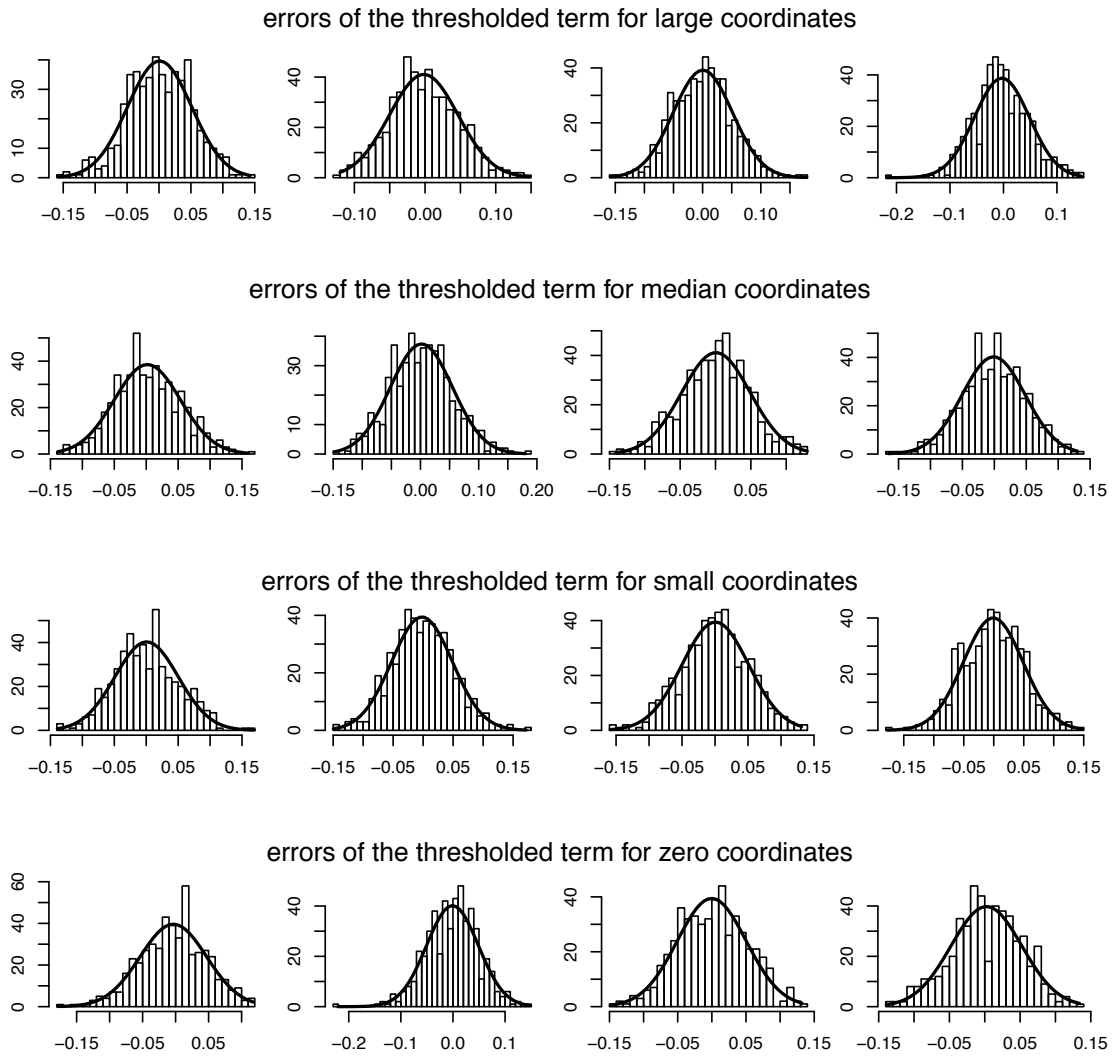 errors of the thresholded term for large coordinates
0 10 30
−0.15 −0.05 0.05 0.15
0 20 40
−0.10 0.00 0.10
0 20 40
−0.15 0.00 0.10
0 20 40
−0.2 −0.1 0.0 0.1
errors of the thresholded term for median coordinates
0 20 40
−0.15 −0.05 0.05 0.15
0 10 30
−0.15 0.00 0.10 0.20
0 20 40
−0.15 −0.05 0.05
0 20 40
−0.15 −0.05 0.05 0.15
errors of the thresholded term for small coordinates
0 20 40
−0.15 −0.05 0.05 0.15
0 20 40
−0.15 −0.05 0.05 0.15
0 20 40
−0.15 −0.05 0.05 0.15
0 20 40
−0.15 −0.05 0.05 0.15
errors of the thresholded term for zero coordinates
0 20 40 60
−0.15 −0.05 0.05
0 20 40
−0.2 −0.1 0.0 0.1
0 20 40
−0.15 −0.05 0.05 0.15
0 20 40
−0.15 −0.05 0.05 0.15